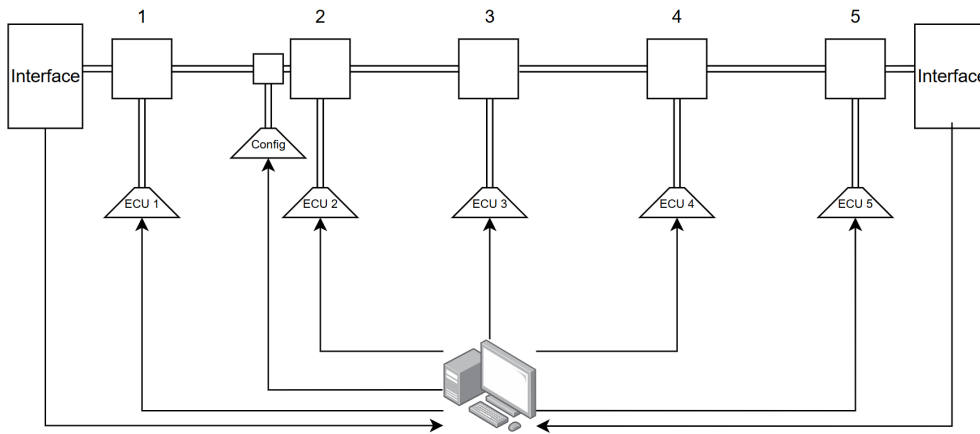 1
2
3
4
5
Interface
Interface
Config
ECU 1
ECU 2
ECU 3
ECU 4
ECU 5